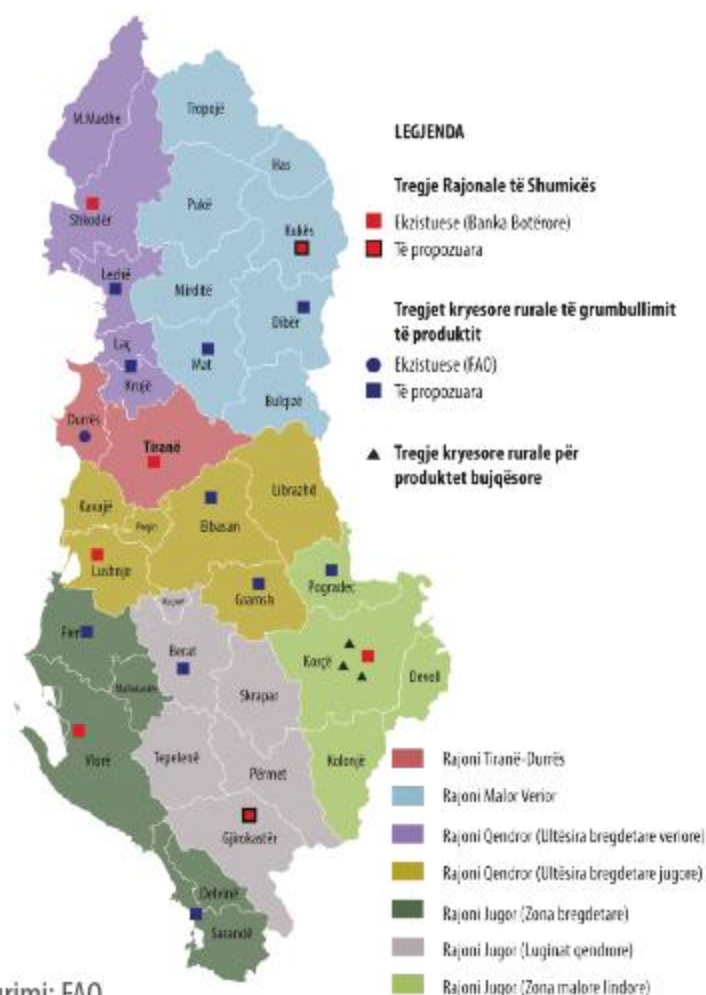 M.Madhe
Tropojë
Has
Pukë
Shkodër
Kukës
Lezhë
Mirditë
Dibër
Laç
Mat
Krujë
Bulqizë
Durrës
Tiranë
Librazhd
Kavajë
Peqin
Elbasan
Lushnje
Gramsh
Pogradec
Fier
Berat
Korçë
Devoll
Skrapar
Vlorë
Tepelenë
Përmet
Kolonjë
Gjirokastër
Delvinë
Sarandë
LEGJENDA
Tregje Rajonale të Shumicës
Ekzistuese (Banka Botërore)
Të propozuara
Tregjet kryesore rurale të grumbullimit
të produktit
Ekzistuese (FAO)
Të propozuara
Tregje kryesore rurale për
produktet bujqësore
Rajoni Tiranë-Durrës
Rajoni Malor Verior
Rajoni Qendror (Ultësira bregdetare veriore)
Rajoni Qendror (Ultësira bregdetare jugore)
Rajoni Jugor (Zona bregdetare)
Rajoni Jugor (Luginat qendrore)
Rajoni Jugor (Zona malore lindore)
urimi: FAO